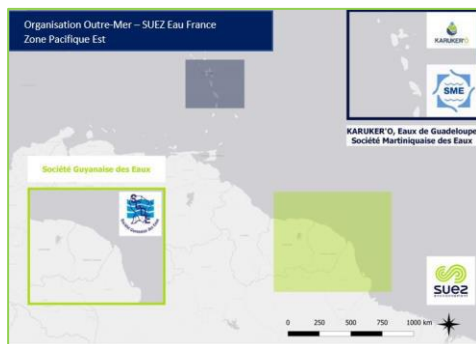 Organisation Outre-Mer – SUEZ Eau France
Zone Pacifique Est
KARUKER'O
SME
KARUKER'O, Eaux de Guadeloupe
Société Martiniquaise des Eaux
Société Guyanaise des Eaux
suez
0 250 500 750 1000 km